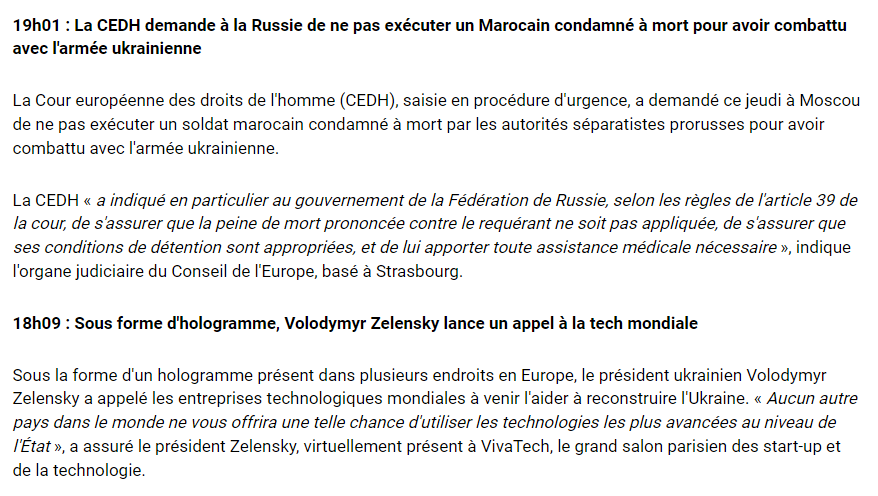 19h01 : La CEDH demande à la Russie de ne pas exécuter un Marocain condamné à mort pour avoir combattu
avec l'armée ukrainienne
La Cour européenne des droits de l'homme (CEDH), saisie en procédure d'urgence, a demandé ce jeudi à Moscou
de ne pas exécuter un soldat marocain condamné à mort par les autorités séparatistes prorusses pour avoir
combattu avec l'armée ukrainienne.
La CEDH « a indiqué en particulier au gouvernement de la Fédération de Russie, selon les règles de l'article 39 de
la cour, de s'assurer que la peine de mort prononcée contre le requérant ne soit pas appliquée, de s'assurer que
ses conditions de détention sont appropriées, et de lui apporter toute assistance médicale nécessaire », indique
l'organe judiciaire du Conseil de l'Europe, basé à Strasbourg.
18h09 : Sous forme d'hologramme, Volodymyr Zelensky lance un appel à la tech mondiale
Sous la forme d'un hologramme présent dans plusieurs endroits en Europe, le président ukrainien Volodymyr
Zelensky a appelé les entreprises technologiques mondiales à venir l'aider à reconstruire l'Ukraine. « Aucun autre
pays dans le monde ne vous offrira une telle chance d'utiliser les technologies les plus avancées au niveau de
l'État », a assuré le président Zelensky, virtuellement présent à VivaTech, le grand salon parisien des start-up et
de la technologie.